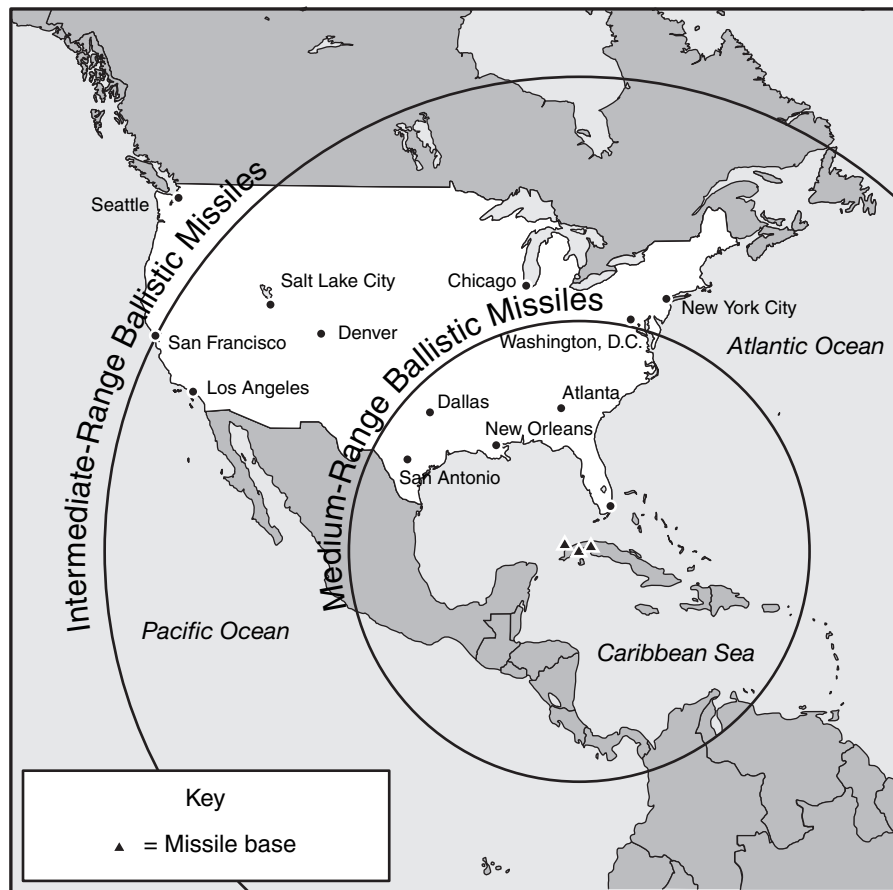 Seattle
Salt Lake City
Chicago
New York City
Intermediate-Range Ballistic Missiles
Medium-Range Ballistic Missiles
San Francisco
Denver
Washington, D.C.
Atlantic Ocean
Los Angeles
Dallas
Atlanta
New Orleans
San Antonio
Pacific Ocean
Caribbean Sea
Key
= Missile base